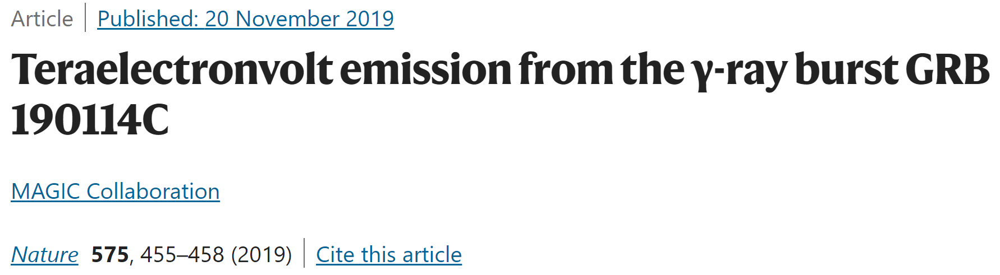 Article | Published: 20 November 2019
Teraelectronvolt emission from the γ-ray burst GRB
190114C
MAGIC Collaboration
Nature 575, 455–458 (2019) | Cite this article